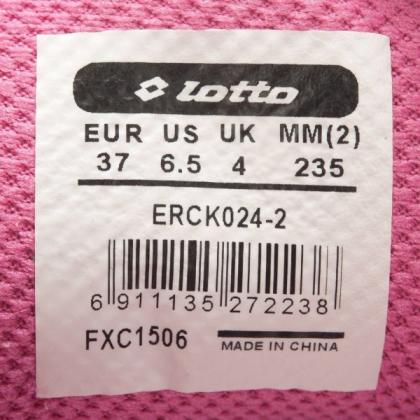 lotto
EUR US UK MM(2)
37 6.5 4 235
ERCK024-2
6 911135 272238
FXC1506 MADE IN CHINA